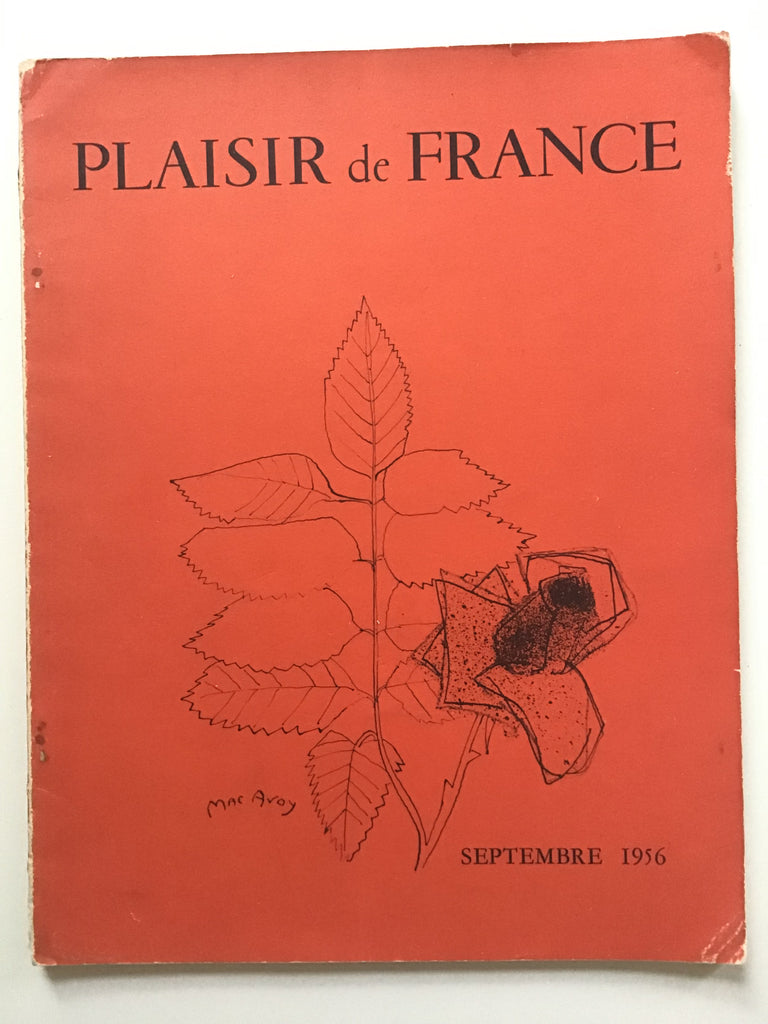 PLAISIR de FRANCE
Mac Avoy
SEPTEMBRE 1956